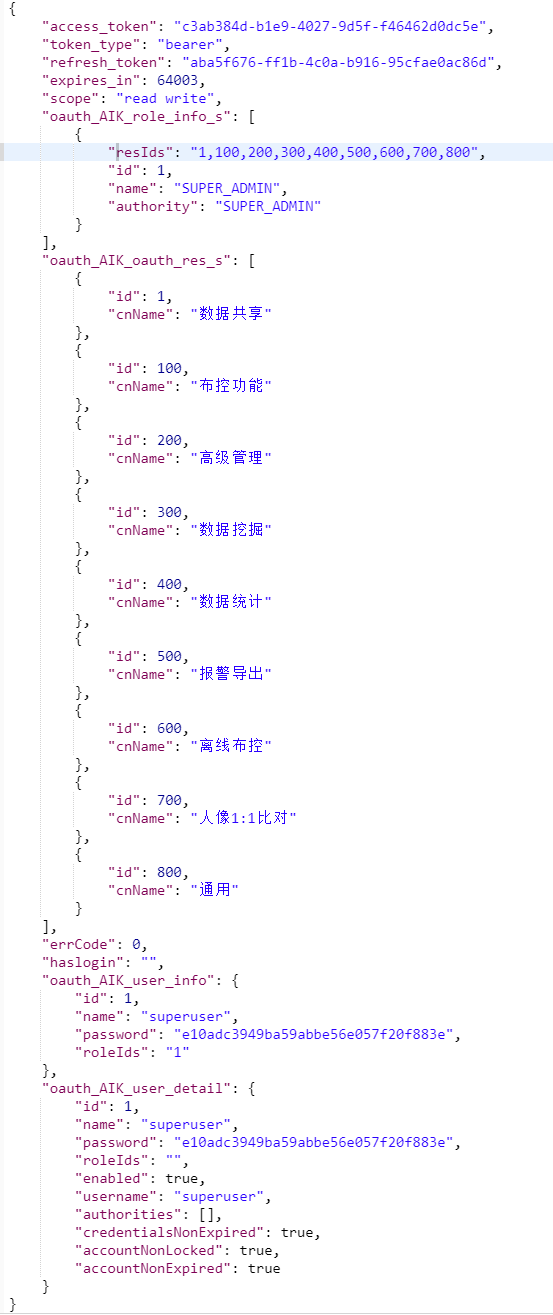 {
"access_token": "c3ab384d-b1e9-4027-9d5f-f46462d0dc5e",
"token_type": "bearer",
"refresh_token": "aba5f676-ff1b-4c0a-b916-95cfae0ac86d",
"expires_in": 64003,
"scope": "read write",
"oauth_AIK_role_info_s": [
{
"resIds": "1,100,200,300,400,500,600,700,800",
"id": 1,
"name": "SUPER_ADMIN",
"authority": "SUPER_ADMIN"
}
],
"oauth_AIK_oauth_res_s": [
{
"id": 1,
"cnName": "数据共享"
},
{
"id": 100,
"cnName": "布控功能"
},
{
"id": 200,
"cnName": "高级管理"
},
{
"id": 300,
"cnName": "数据挖掘"
},
{
"id": 400,
"cnName": "数据统计"
},
{
"id": 500,
"cnName": "报警导出"
},
{
"id": 600,
"cnName": "离线布控"
},
{
"id": 700,
"cnName": "人像1:1比对"
},
{
"id": 800,
"cnName": "通用"
}
],
"errCode": 0,
"haslogin": "",
"oauth_AIK_user_info": {
"id": 1,
"name": "superuser",
"password": "e10adc3949ba59abbe56e057f20f883e",
"roleIds": "1"
},
"oauth_AIK_user_detail": {
"id": 1,
"name": "superuser",
"password": "e10adc3949ba59abbe56e057f20f883e",
"roleIds": "",
"enabled": true,
"username": "superuser",
"authorities": [],
"credentialsNonExpired": true,
"accountNonLocked": true,
"accountNonExpired": true
}
}